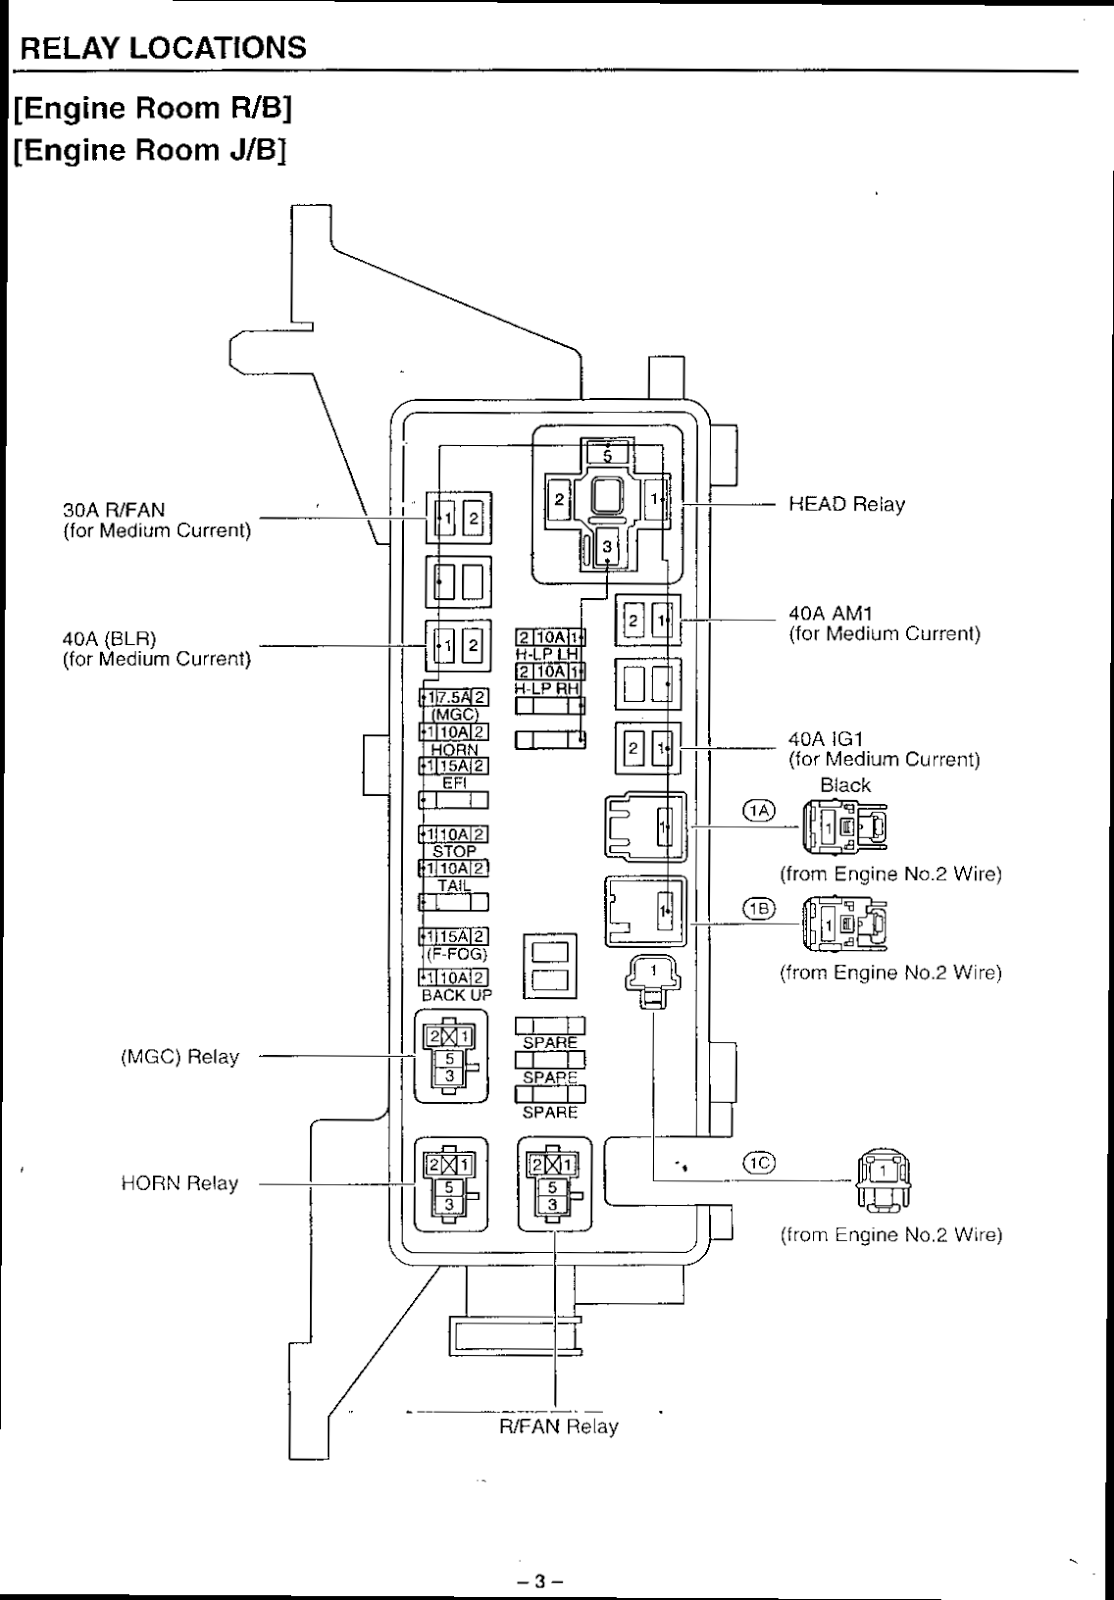 RELAY LOCATIONS
[Engine Room R/B]
[Engine Room J/B]
5
2
1
3
30A R/FAN
(for Medium Current)
1 2
HEAD Relay
40A AM1
(for Medium Current)
2 1
40A (BLR)
(for Medium Current)
1 2
2 10A 1
H-LP LH
2 10A 1
H-LP RH
1 7.5A 2
(MGC)
1 10A 2
HORN
1 15A 2
EFI
40A IG1
(for Medium Current)
2 1
Black
1
1A
1
(from Engine No.2 Wire)
1 10A 2
STOP
1 10A 2
TAIL
1
1B
1
(from Engine No.2 Wire)
1 15A 2
(F-FOG)
1 10A 2
BACK UP
1
SPARE
SPARE
SPARE
(MGC) Relay
2 1
5
3
HORN Relay
2 1
5
3
2 1
5
3
1C
1
(from Engine No.2 Wire)
R/FAN Relay
– 3 –